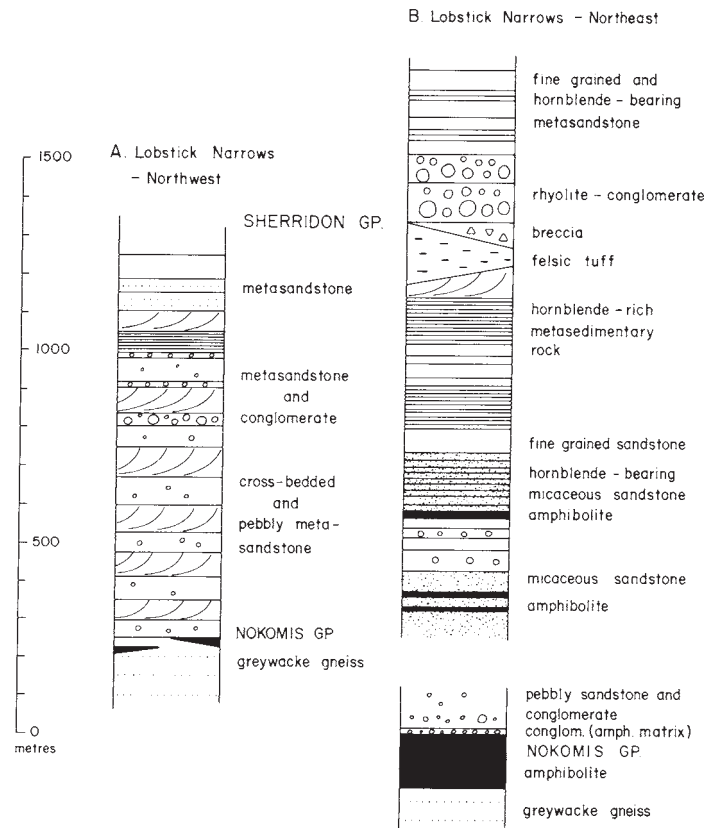 A. Lobstick Narrows
- Northwest
1500
1000
500
0
metres
SHERRIDON GP.
metasandstone
metasandstone
and
conglomerate
cross-bedded
and
pebbly meta-
sandstone
NOKOMIS GP
greywacke gneiss
B. Lobstick Narrows - Northeast
fine grained and
hornblende - bearing
metasandstone
rhyolite - conglomerate
breccia
felsic tuff
hornblende - rich
metasedimentary
rock
fine grained sandstone
hornblende - bearing
micaceous sandstone
amphibolite
micaceous sandstone
amphibolite
pebbly sandstone and
conglomerate
conglom. (amph. matrix)
NOKOMIS GP.
amphibolite
greywacke gneiss